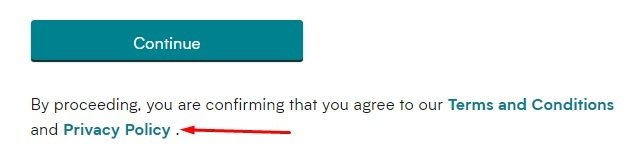 Continue
By proceeding, you are confirming that you agree to our Terms and Conditions
and Privacy Policy .